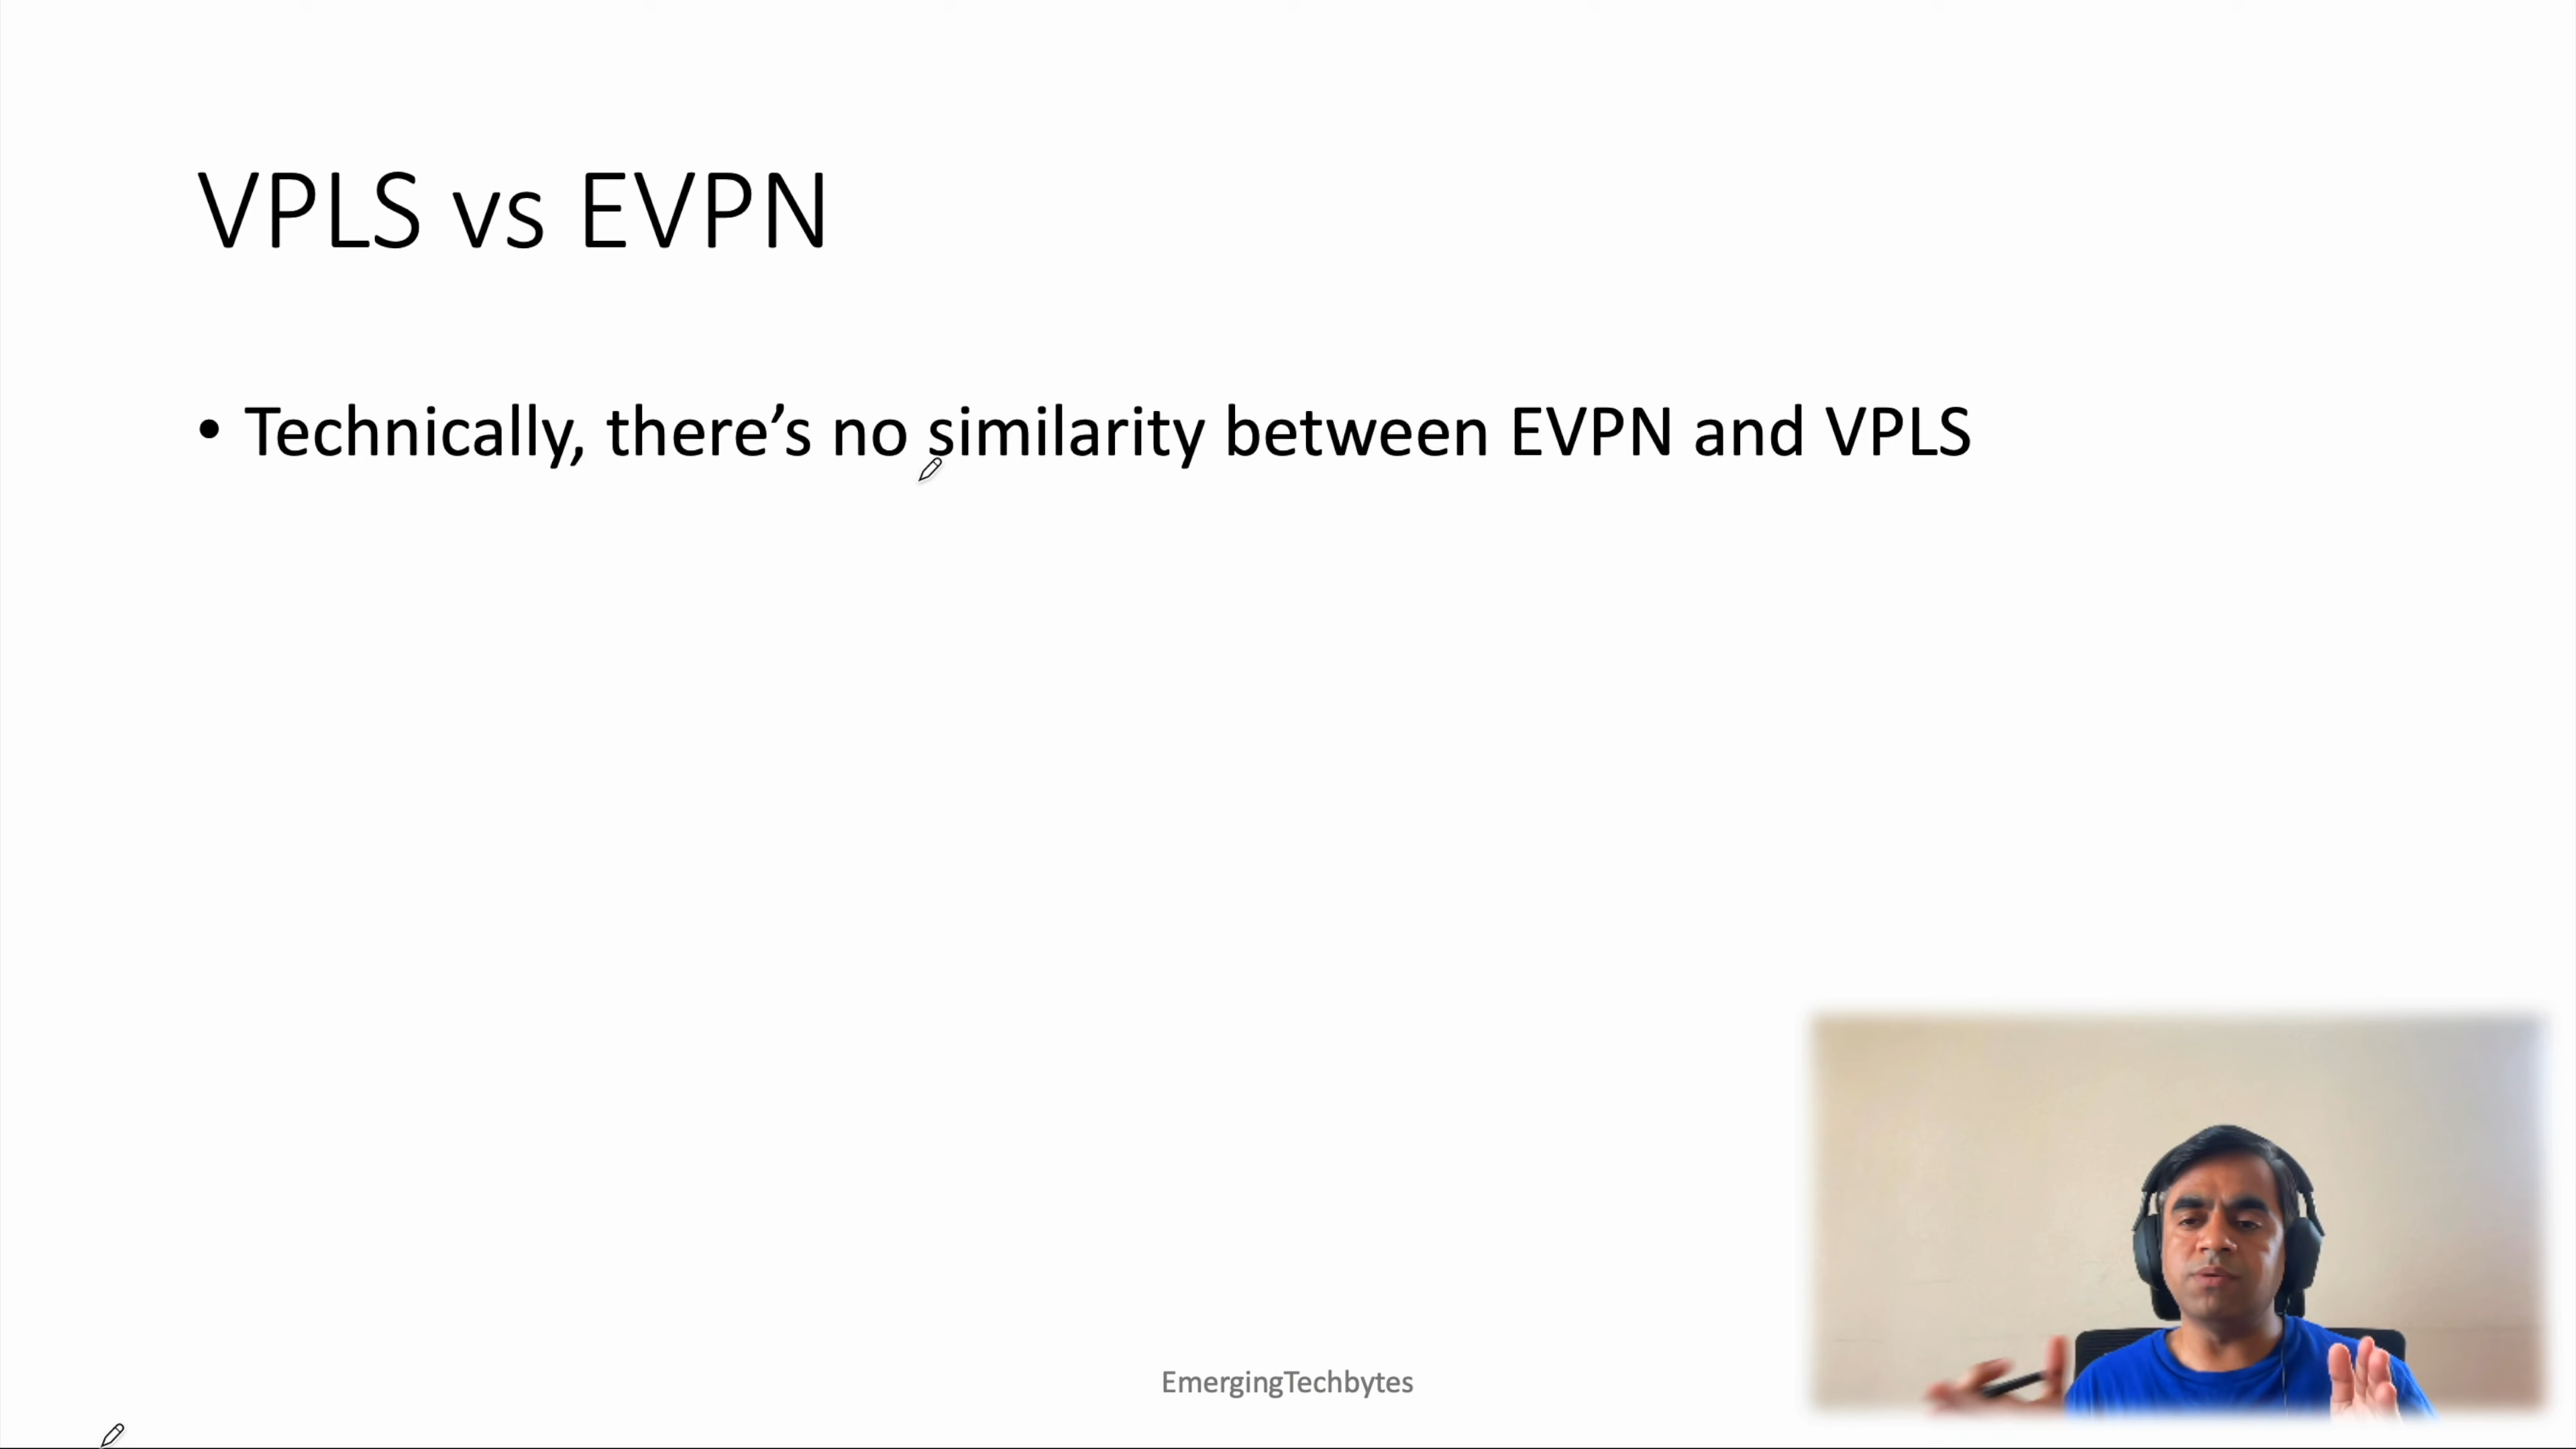 VPLS vs EVPN
• Technically, there’s no similarity between EVPN and VPLS
EmergingTechbytes